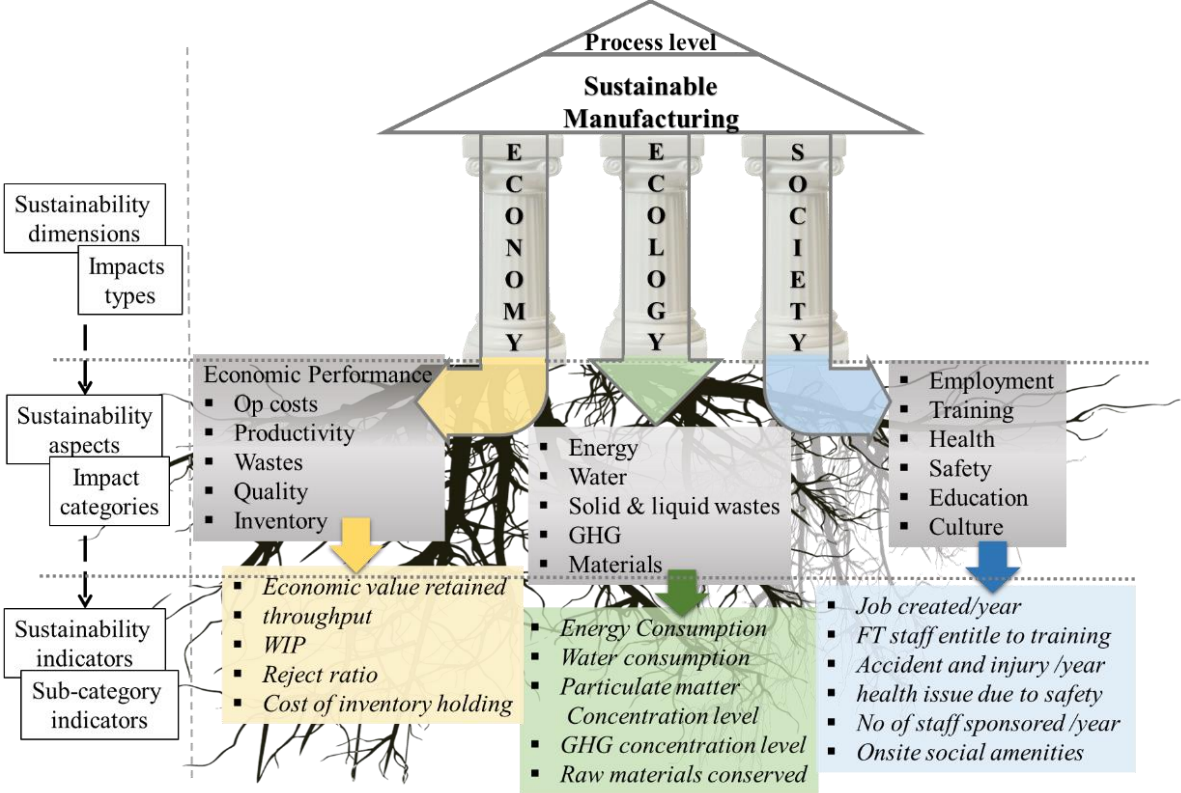 Process level
Sustainable
Manufacturing
ECONOMY
ECOLOGY
SOCIETY
Sustainability
dimensions
Impacts
types
Sustainability
aspects
Impact
categories
Sustainability
indicators
Sub-category
indicators
Economic Performance
▪ Op costs
▪ Productivity
▪ Wastes
▪ Quality
▪ Inventory
▪ Energy
▪ Water
▪ Solid & liquid wastes
▪ GHG
▪ Materials
▪ Employment
▪ Training
▪ Health
▪ Safety
▪ Education
▪ Culture
▪ Economic value retained
▪ throughput
▪ WIP
▪ Reject ratio
▪ Cost of inventory holding
▪ Energy Consumption
▪ Water consumption
▪ Particulate matter
Concentration level
▪ GHG concentration level
▪ Raw materials conserved
▪ Job created/year
▪ FT staff entitle to training
▪ Accident and injury /year
▪ health issue due to safety
▪ No of staff sponsored /year
▪ Onsite social amenities